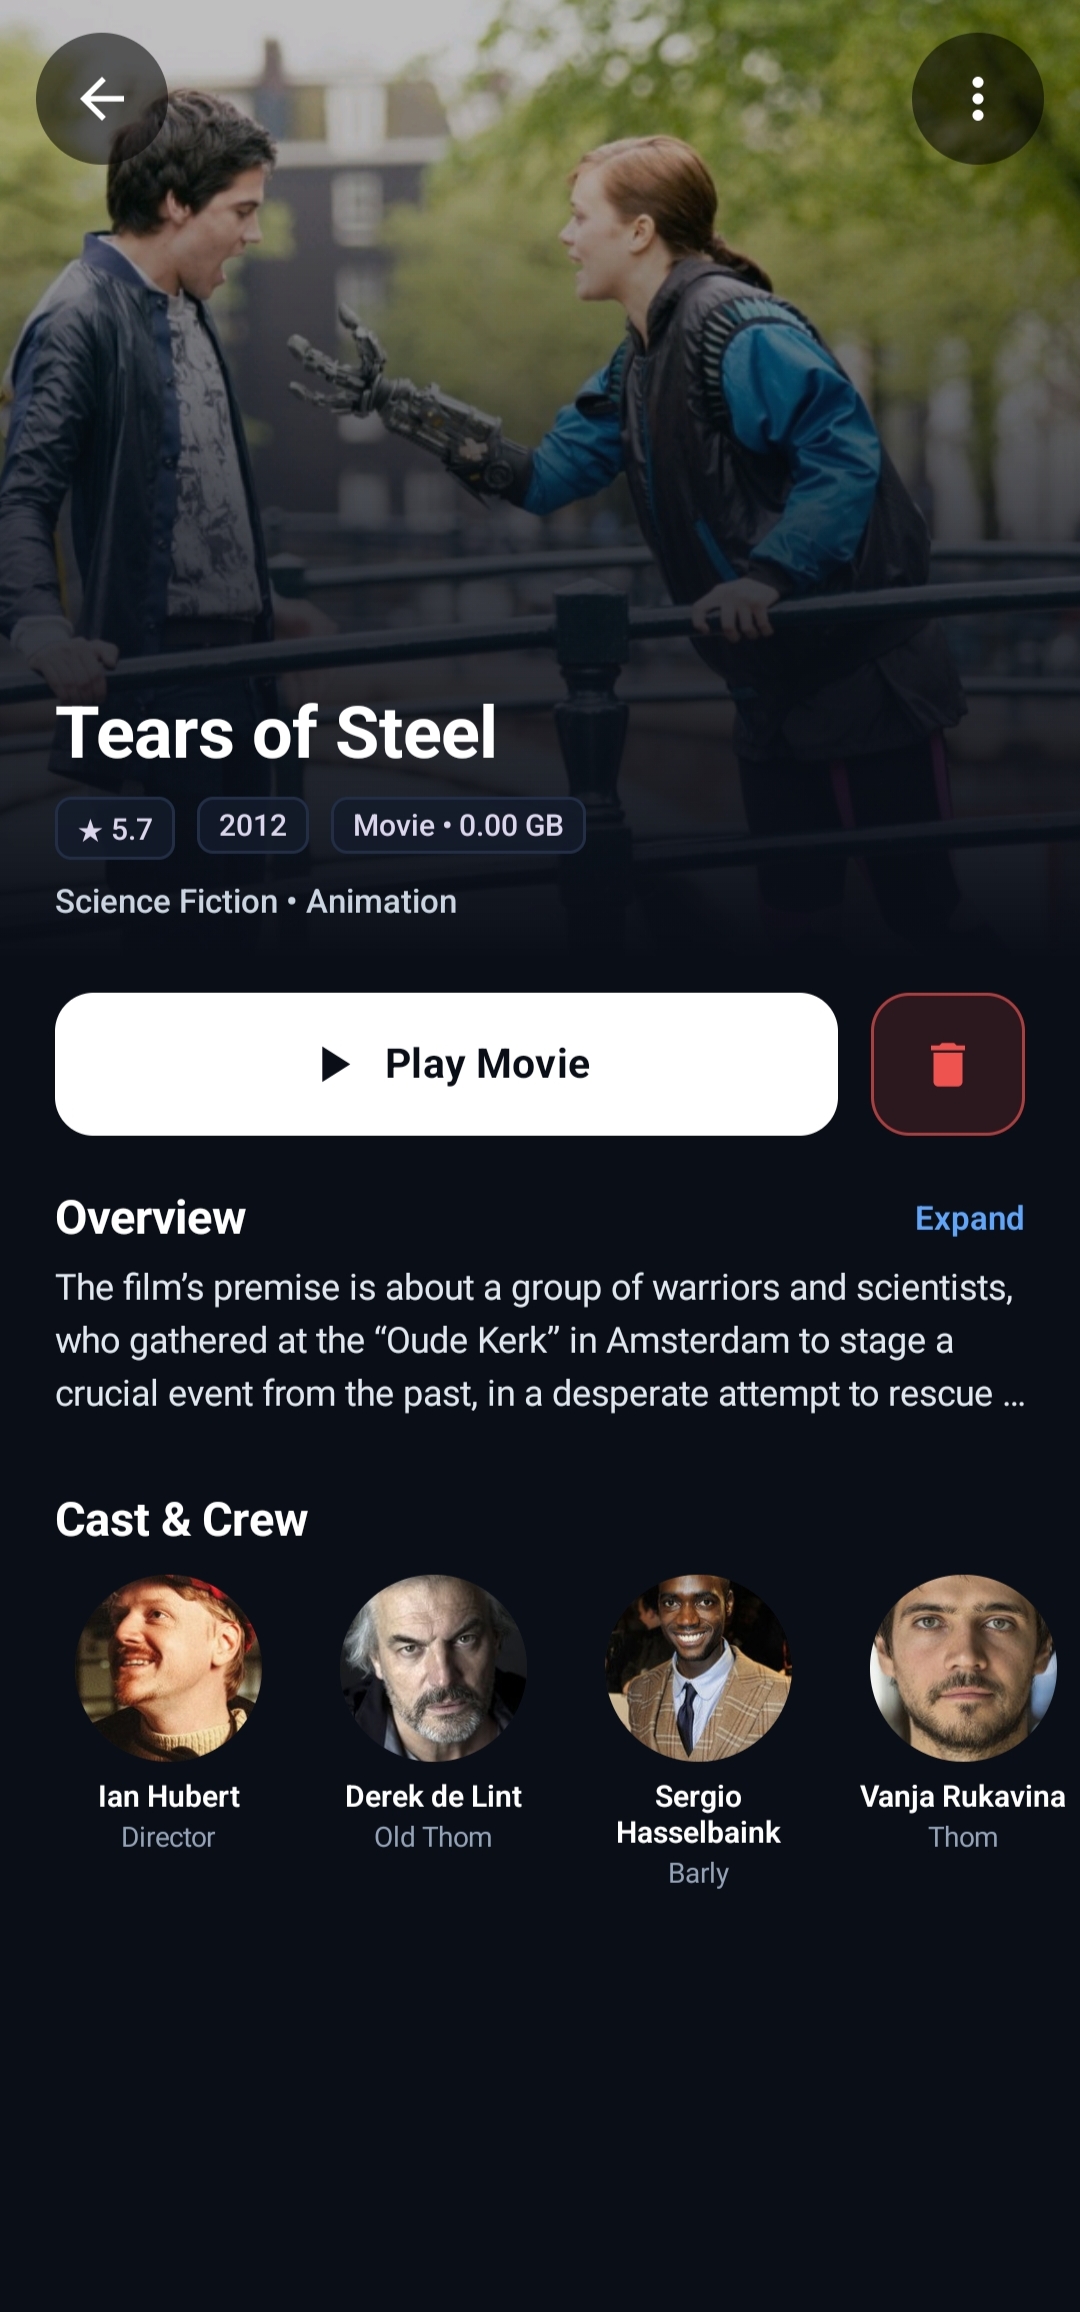 Tears of Steel
★ 5.7
2012
Movie • 0.00 GB
Science Fiction • Animation
Play Movie
Overview
Expand
The film’s premise is about a group of warriors and scientists,
who gathered at the “Oude Kerk” in Amsterdam to stage a
crucial event from the past, in a desperate attempt to rescue ...
Cast & Crew
Ian Hubert
Director
Derek de Lint
Old Thom
Sergio
Hasselbaink
Barly
Vanja Rukavina
Thom